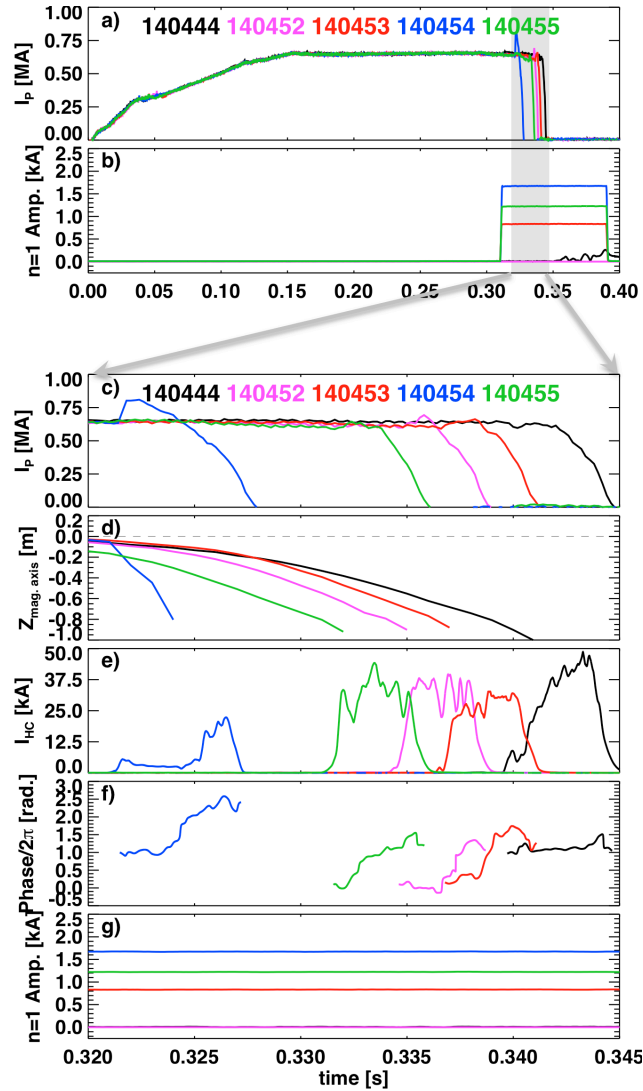 a) 140444 140452 140453 140454 140455
1.00
0.75
0.50
0.25
0.00
IP [MA]
b)
2.5
2.0
1.5
1.0
0.5
0.0
n=1 Amp. [kA]
0.00 0.05 0.10 0.15 0.20 0.25 0.30 0.35 0.40
c) 140444 140452 140453 140454 140455
1.00
0.75
0.50
0.25
0.00
IP [MA]
d)
0.2
0.0
-0.2
-0.4
-0.6
-0.8
-1.0
Zmag. axis [m]
e)
50.0
37.5
25.0
12.5
0.0
IHC [kA]
f)
3.0
2.5
2.0
1.5
1.0
0.5
0.0
-0.5
Phase/2π [rad.]
g)
2.5
2.0
1.5
1.0
0.5
0.0
n=1 Amp. [kA]
0.320 0.325 0.330 0.335 0.340 0.345
time [s]